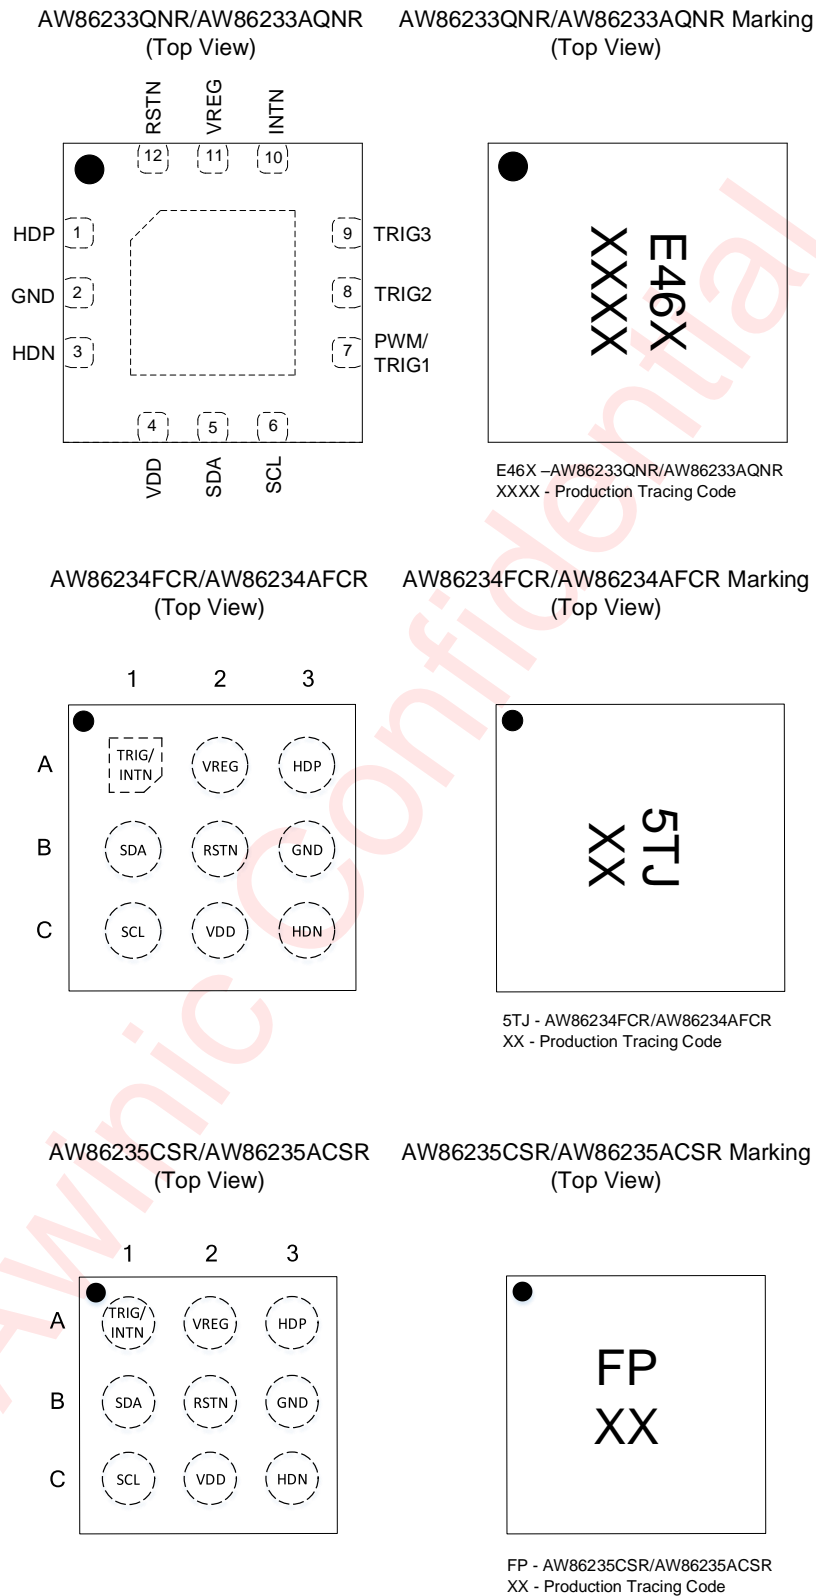 AW86233QNR/AW86233AQNR
(Top View)
AW86233QNR/AW86233AQNR Marking
(Top View)
RSTN
VREG
INTN
12
11
10
HDP
1
9
TRIG3
GND
2
8
TRIG2
HDN
3
7
PWM/
TRIG1
4
5
6
VDD
SDA
SCL
E46X
XXXX
E46X –AW86233QNR/AW86233AQNR
XXXX - Production Tracing Code
AW86234FCR/AW86234AFCR
(Top View)
AW86234FCR/AW86234AFCR Marking
(Top View)
1 2 3
A
TRIG/
INTN
VREG
HDP
B
SDA
RSTN
GND
C
SCL
VDD
HDN
5TJ
XX
5TJ - AW86234FCR/AW86234AFCR
XX - Production Tracing Code
AW86235CSR/AW86235ACSR
(Top View)
AW86235CSR/AW86235ACSR Marking
(Top View)
1 2 3
A
TRIG/
INTN
VREG
HDP
B
SDA
RSTN
GND
C
SCL
VDD
HDN
FP
XX
FP - AW86235CSR/AW86235ACSR
XX - Production Tracing Code
Awinic Confidential